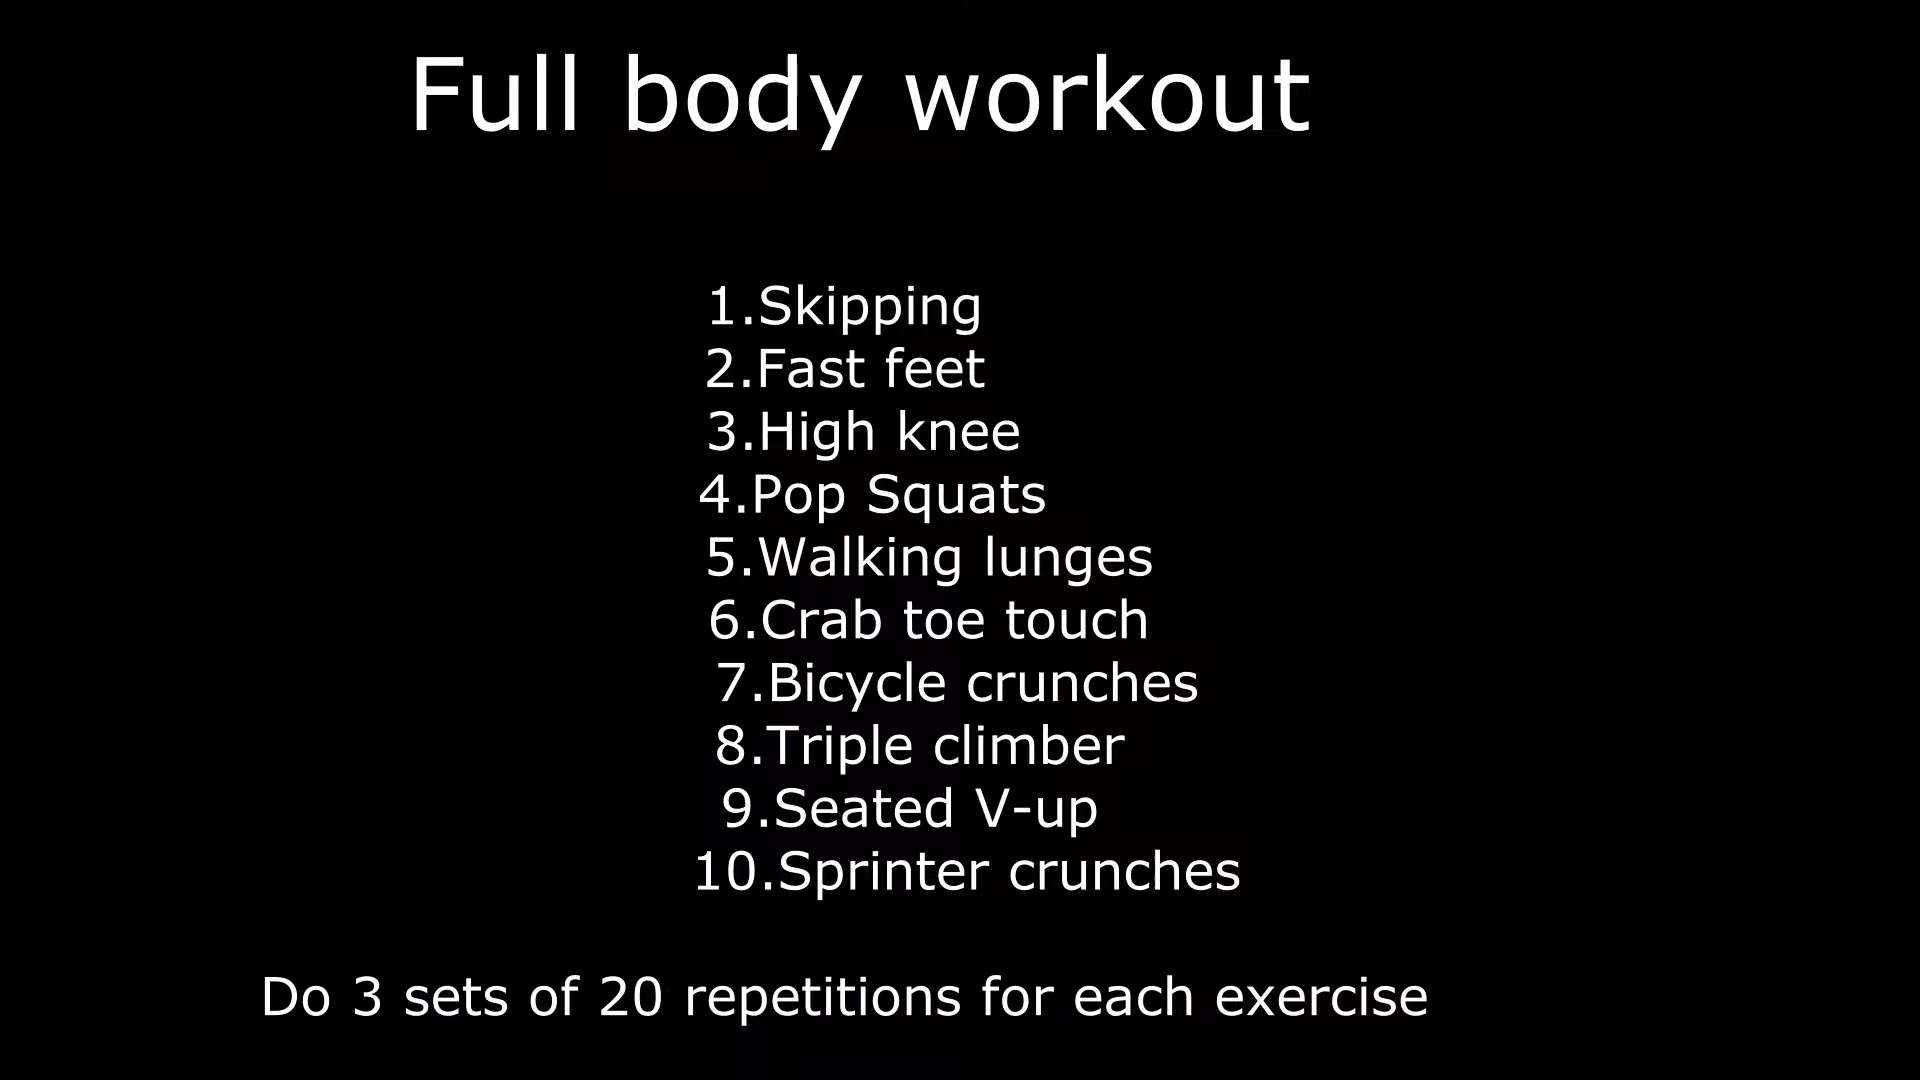 Full body workout
1.Skipping
2.Fast feet
3.High knee
4.Pop Squats
5.Walking lunges
6.Crab toe touch
7.Bicycle crunches
8.Triple climber
9.Seated V-up
10.Sprinter crunches
Do 3 sets of 20 repetitions for each exercise